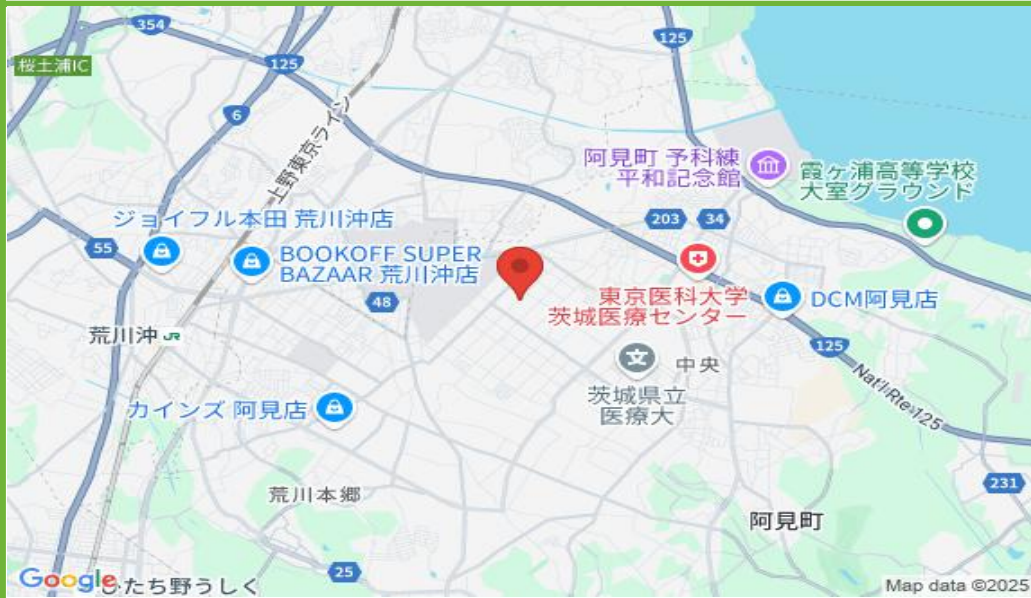 354
125
桜土浦IC
125
6
上野東京ライン
阿見町 予科練
平和記念館
霞ヶ浦高等学校
大室グラウンド
ジョイフル本田 荒川沖店
203
34
55
BOOKOFF SUPER
BAZAAR 荒川沖店
48
東京医科大学
茨城医療センター
DCM阿見店
荒川沖 JR
125
中央
茨城県立
医療大
Nat'l Rte 125
カインズ 阿見店
荒川本郷
231
阿見町
25
Google
ひたち野うしく
Map data ©2025